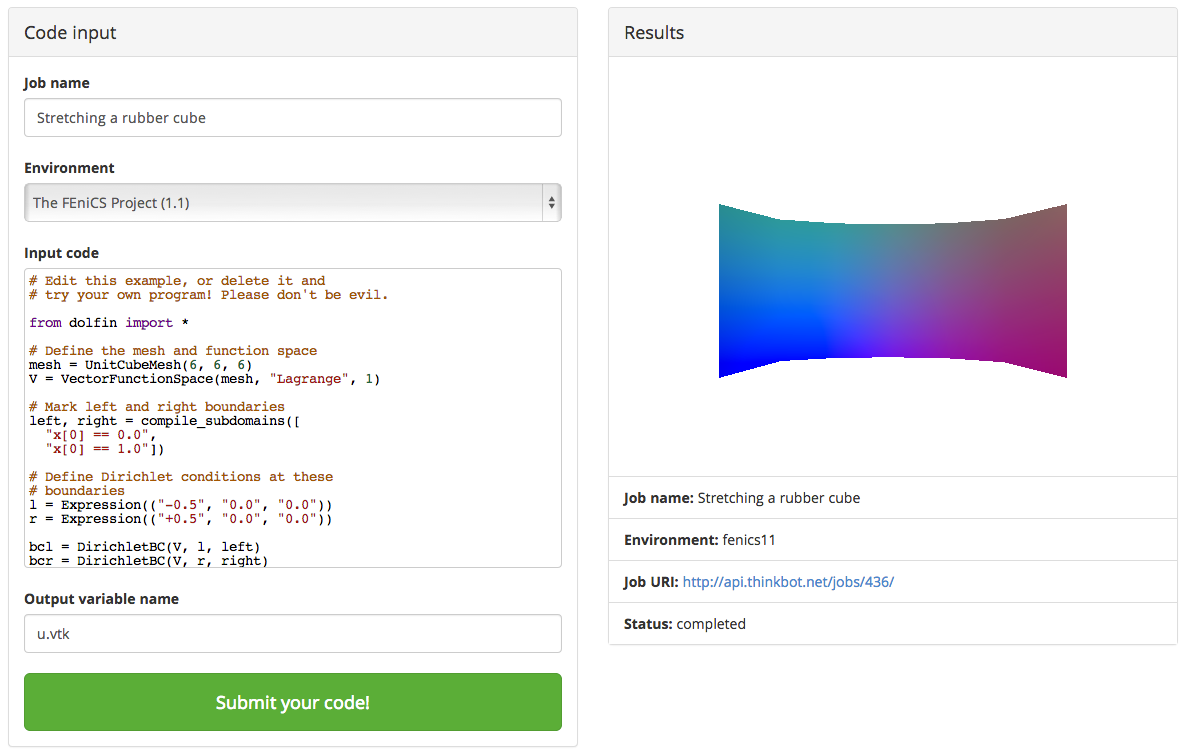 Code input
Job name
Stretching a rubber cube
Environment
The FEniCS Project (1.1)
Input code
# Edit this example, or delete it and
# try your own program! Please don't be evil.
from dolfin import *
# Define the mesh and function space
mesh = UnitCubeMesh(6, 6, 6)
V = VectorFunctionSpace(mesh, "Lagrange", 1)
# Mark left and right boundaries
left, right = compile_subdomains([
"x[0] == 0.0",
"x[0] == 1.0"])
# Define Dirichlet conditions at these
# boundaries
l = Expression(("-0.5", "0.0", "0.0"))
r = Expression(("+0.5", "0.0", "0.0"))
bcl = DirichletBC(V, l, left)
bcr = DirichletBC(V, r, right)
Output variable name
u.vtk
Submit your code!
Results
Job name: Stretching a rubber cube
Environment: fenics11
Job URI: http://api.thinkbot.net/jobs/436/
Status: completed